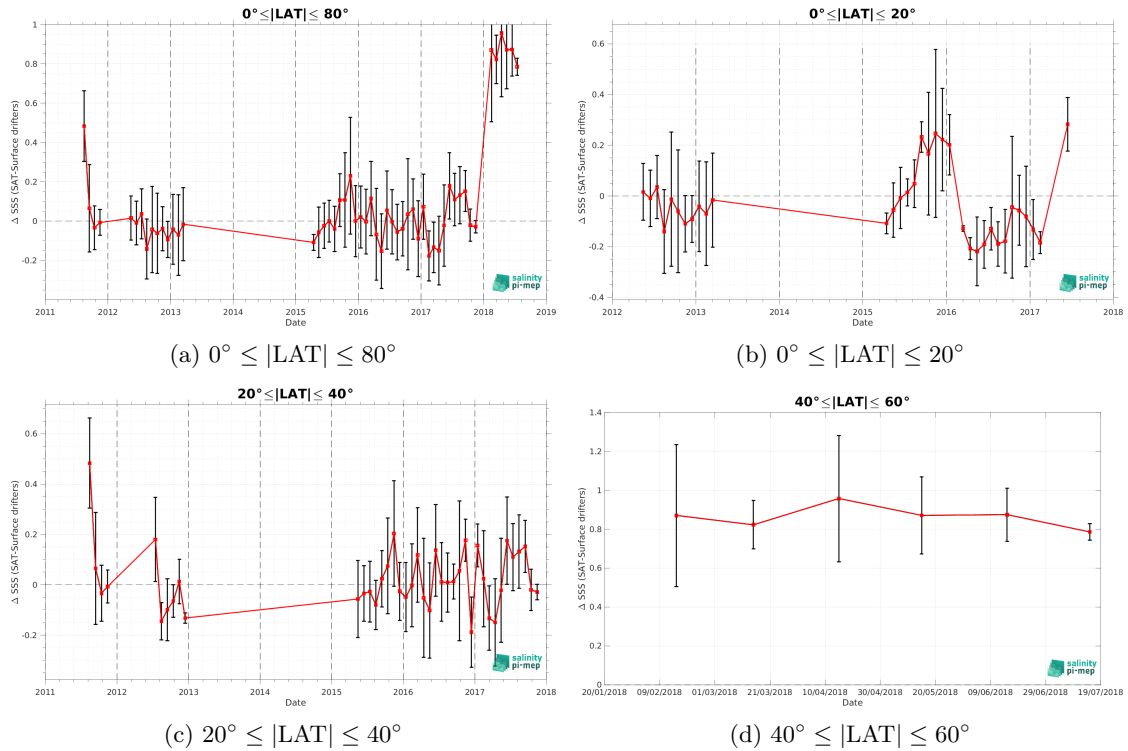 0°≤|LAT|≤ 80°
Δ SSS (SAT-Surface drifters)
1
0.8
0.6
0.4
0.2
0
-0.2
2011 2012 2013 2014 2015 2016 2017 2018 2019
Date
salinity
pi-mep
(a) 0° ≤ |LAT| ≤ 80°
0°≤|LAT|≤ 20°
Δ SSS (SAT-Surface drifters)
0.6
0.4
0.2
0
-0.2
-0.4
2012 2013 2014 2015 2016 2017 2018
Date
salinity
pi-mep
(b) 0° ≤ |LAT| ≤ 20°
20°≤|LAT|≤ 40°
Δ SSS (SAT-Surface drifters)
0.6
0.4
0.2
0
-0.2
2011 2012 2013 2014 2015 2016 2017 2018
Date
salinity
pi-mep
(c) 20° ≤ |LAT| ≤ 40°
40°≤|LAT|≤ 60°
Δ SSS (SAT-Surface drifters)
1.4
1.2
1
0.8
0.6
0.4
0.2
0
20/01/2018 09/02/2018 01/03/2018 21/03/2018 10/04/2018 30/04/2018 20/05/2018 09/06/2018 29/06/2018 19/07/2018
Date
salinity
pi-mep
(d) 40° ≤ |LAT| ≤ 60°